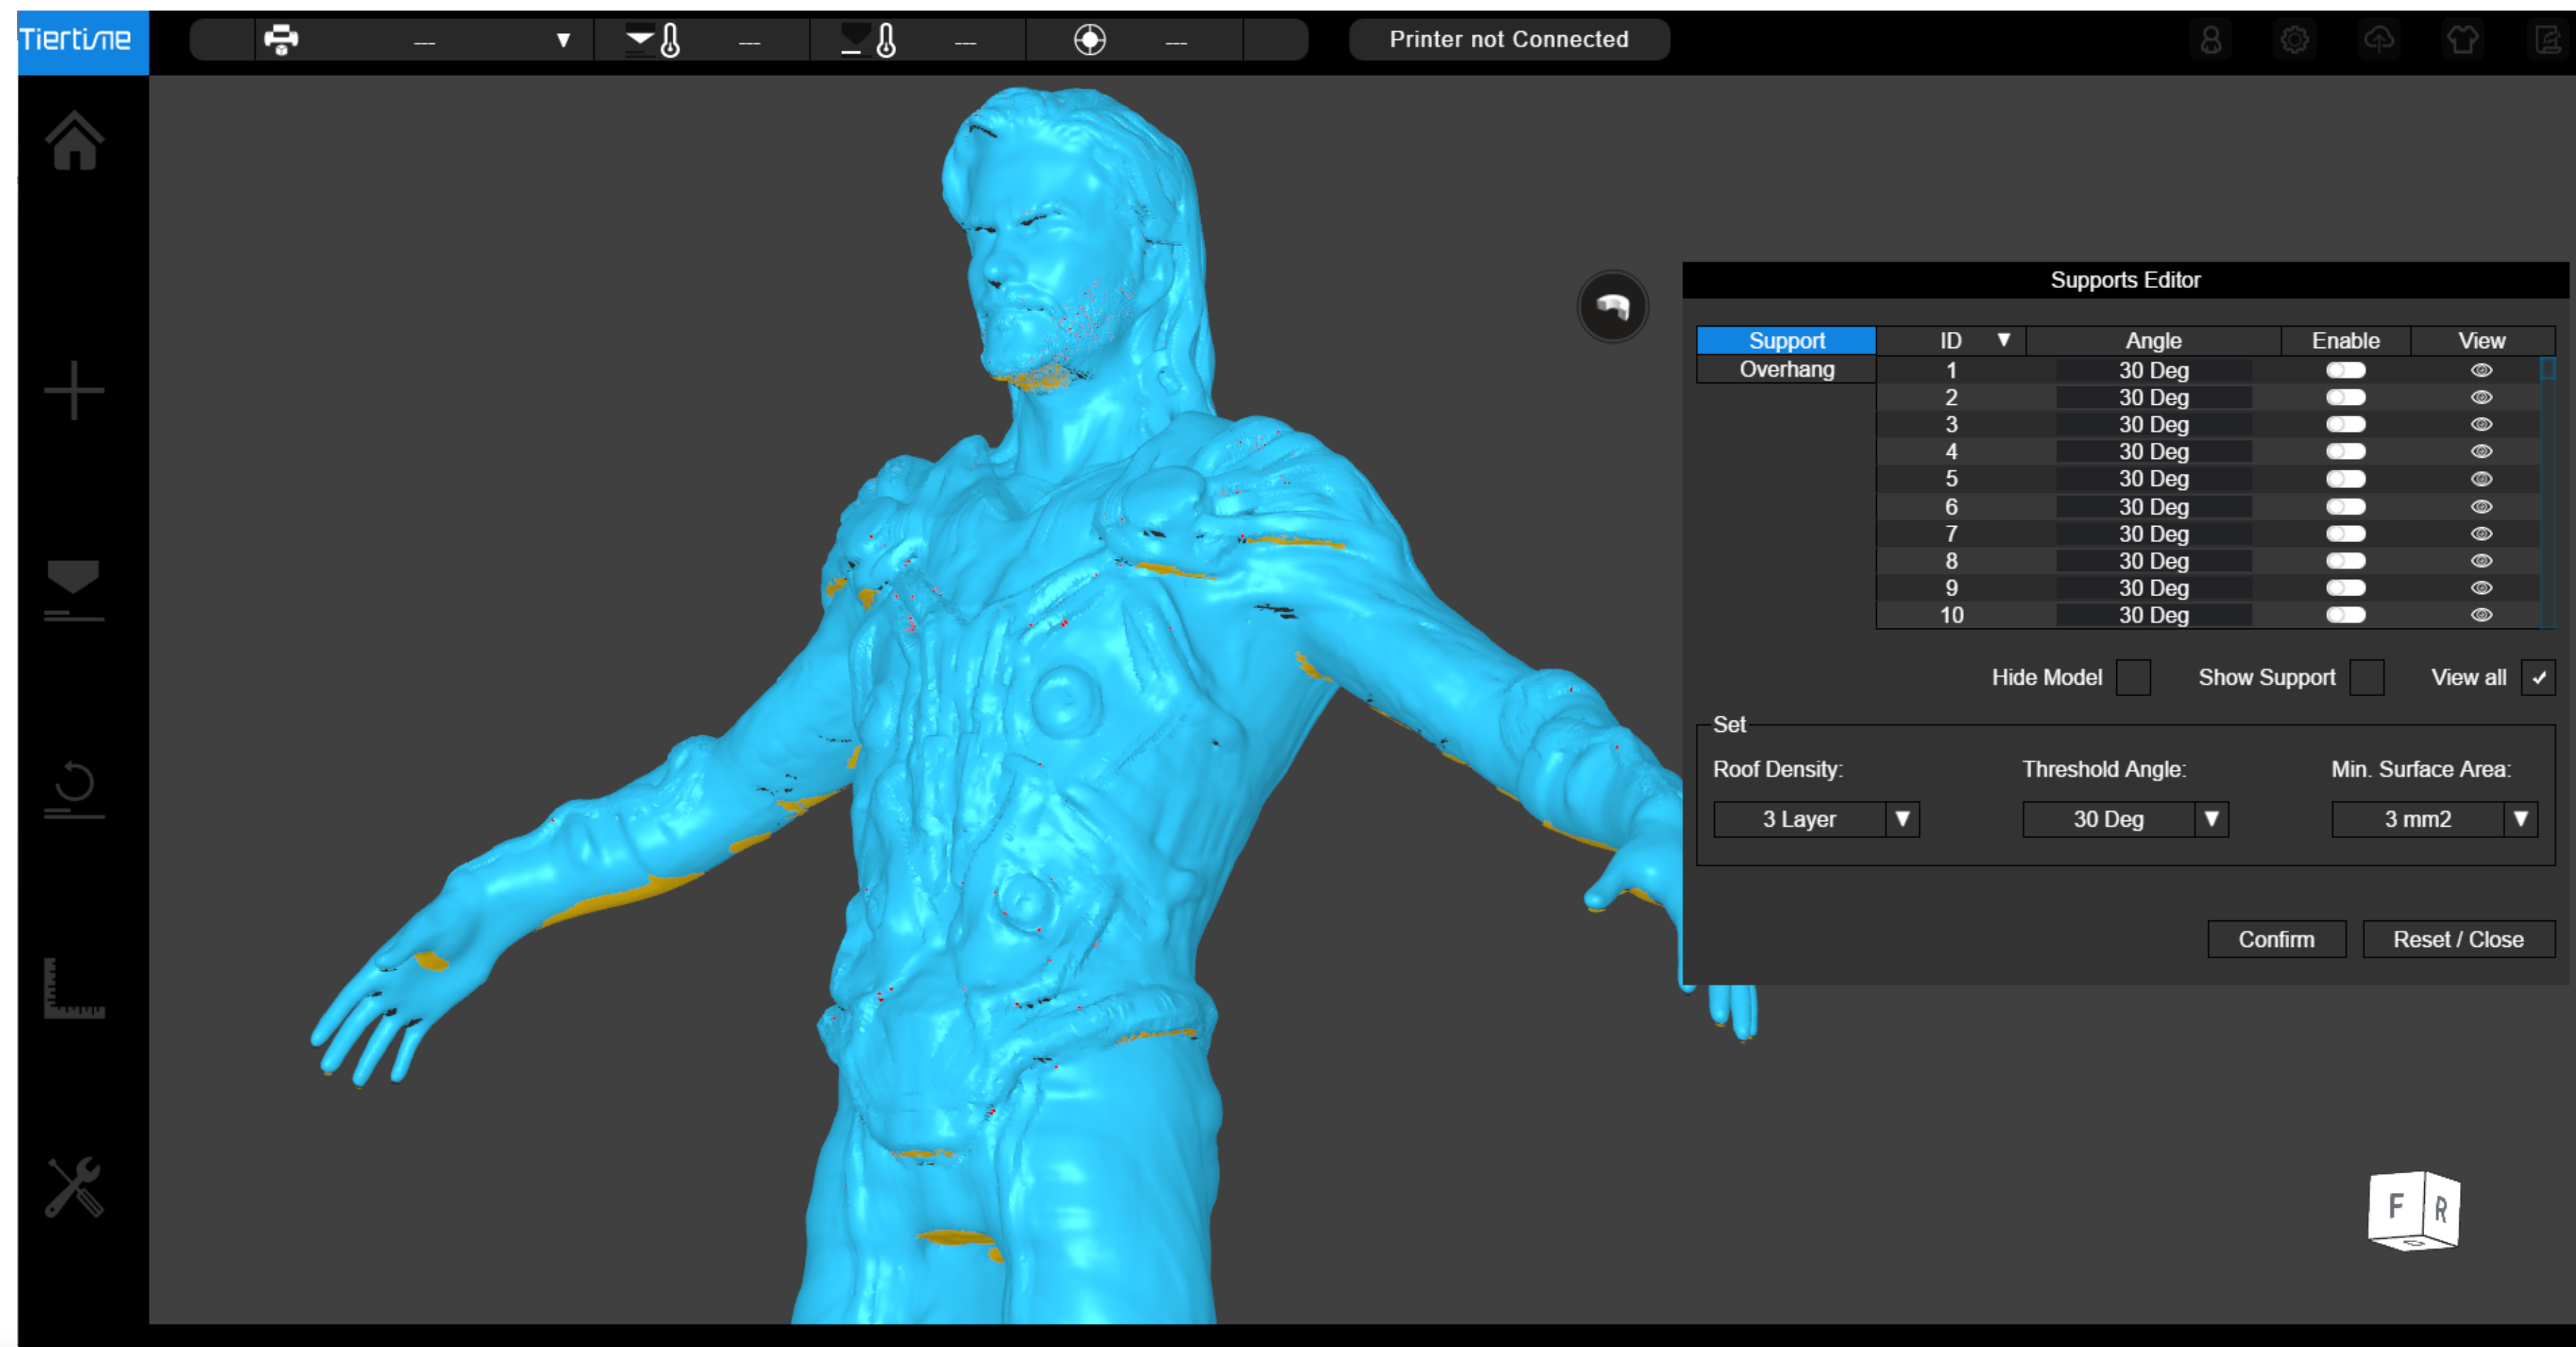 Tiertime
--- --- --- --- Printer not Connected
Supports Editor
Support ID Angle Enable View
Overhang 1 30 Deg
2 30 Deg
3 30 Deg
4 30 Deg
5 30 Deg
6 30 Deg
7 30 Deg
8 30 Deg
9 30 Deg
10 30 Deg
Hide Model Show Support View all
Set
Roof Density: Threshold Angle: Min. Surface Area:
3 Layer 30 Deg 3 mm2
Confirm Reset / Close
F R